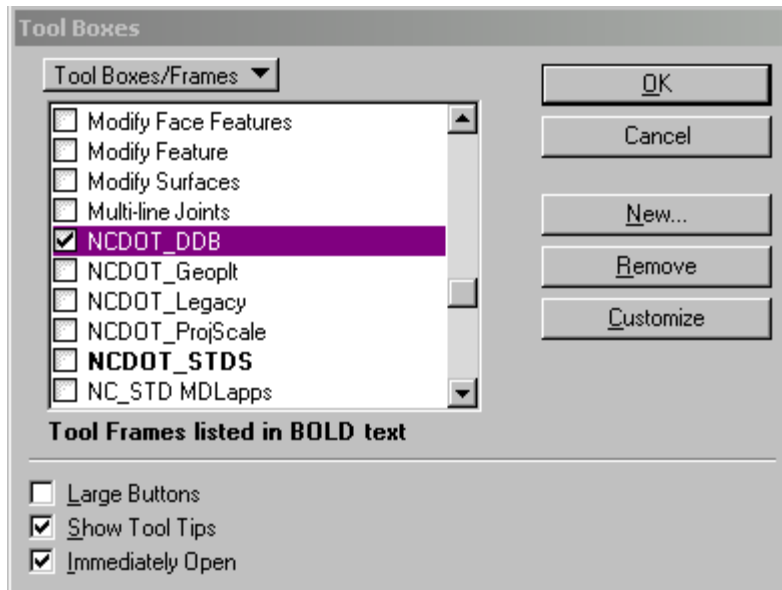 Tool Boxes
Tool Boxes/Frames
OK
Modify Face Features
Modify Feature
Modify Surfaces
Multi-line Joints
NCDOT_DDB
NCDOT_Geoplt
NCDOT_Legacy
NCDOT_ProjScale
NCDOT_STDS
NC_STD MDLapps
Cancel
New...
Remove
Customize
Tool Frames listed in BOLD text
Large Buttons
Show Tool Tips
Immediately Open